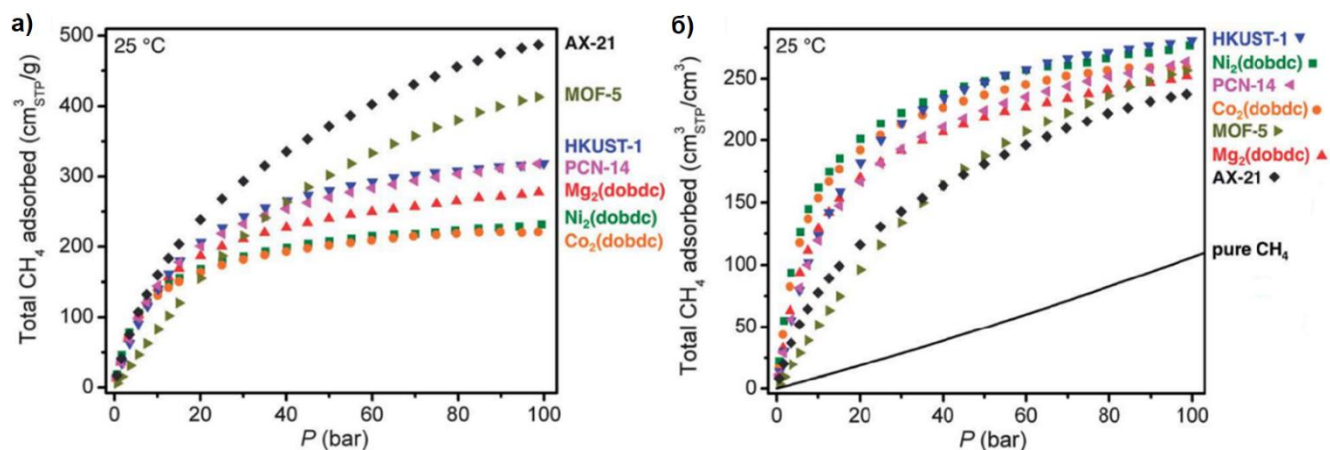 а)
25 °C
Total CH₄ adsorbed (cm³STP/g)
500
400
300
200
100
0
0 20 40 60 80 100
P (bar)
AX-21
MOF-5
HKUST-1
PCN-14
Mg₂(dobdc)
Ni₂(dobdc)
Co₂(dobdc)
б)
25 °C
Total CH₄ adsorbed (cm³STP/cm³)
250
200
150
100
50
0
0 20 40 60 80 100
P (bar)
HKUST-1
Ni₂(dobdc)
PCN-14
Co₂(dobdc)
MOF-5
Mg₂(dobdc)
AX-21
pure CH₄